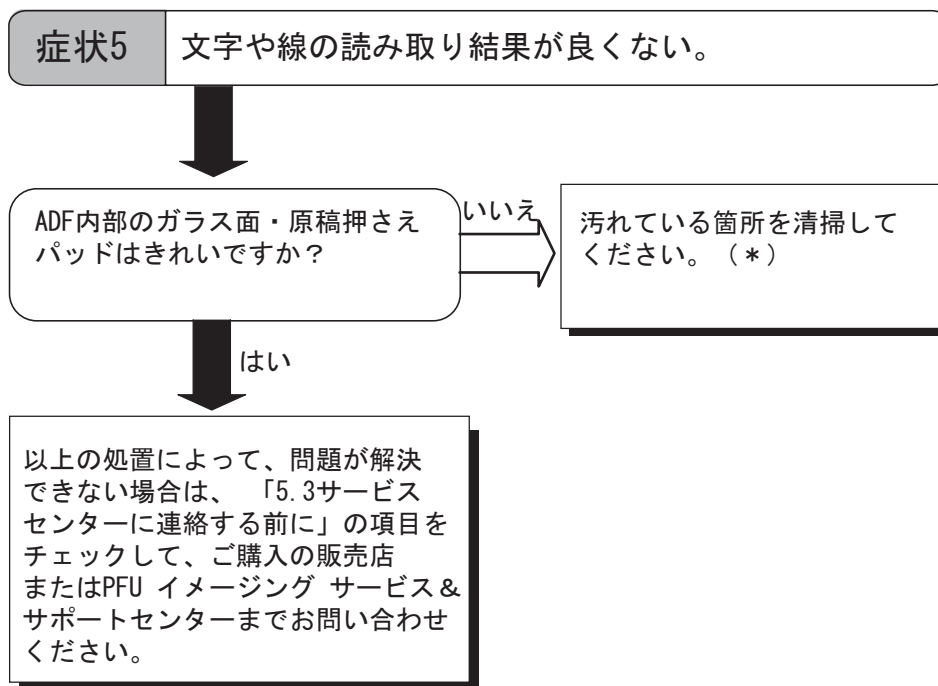 症状5 文字や線の読み取り結果が良くない。
ADF内部のガラス面・原稿押さえ
パッドはきれいですか？
いいえ
汚れている箇所を清掃して
ください。（＊）
はい
以上の処置によって、問題が解決
できない場合は、 「5.3サービス
センターに連絡する前に」の項目を
チェックして、ご購入の販売店
またはPFU イメージング サービス＆
サポートセンターまでお問い合わせ
ください。